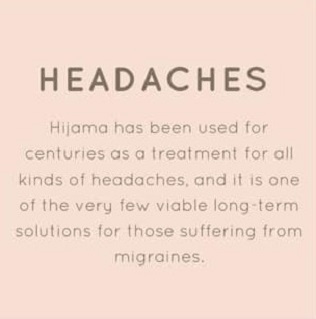 HEADACHES
Hijama has been used for
centuries as a treatment for all
kinds of headaches, and it is one
of the very few viable long-term
solutions for those suffering from
migraines.